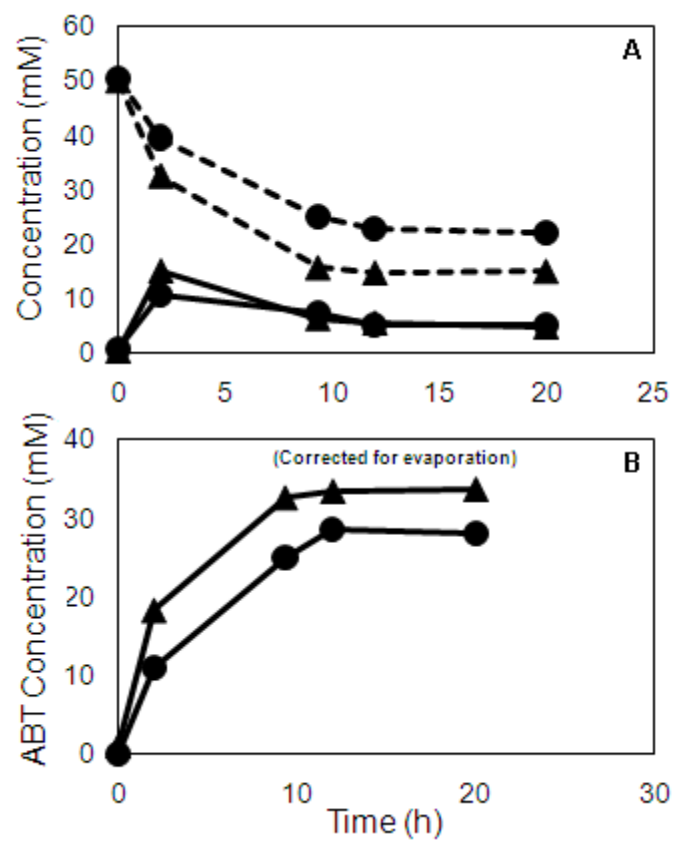 60
A
50
40
30
20
10
0
Concentration (mM)
0 5 10 15 20 25
40
(Corrected for evaporation)
B
30
20
10
0
ABT Concentration (mM)
0 10 20 30
Time (h)